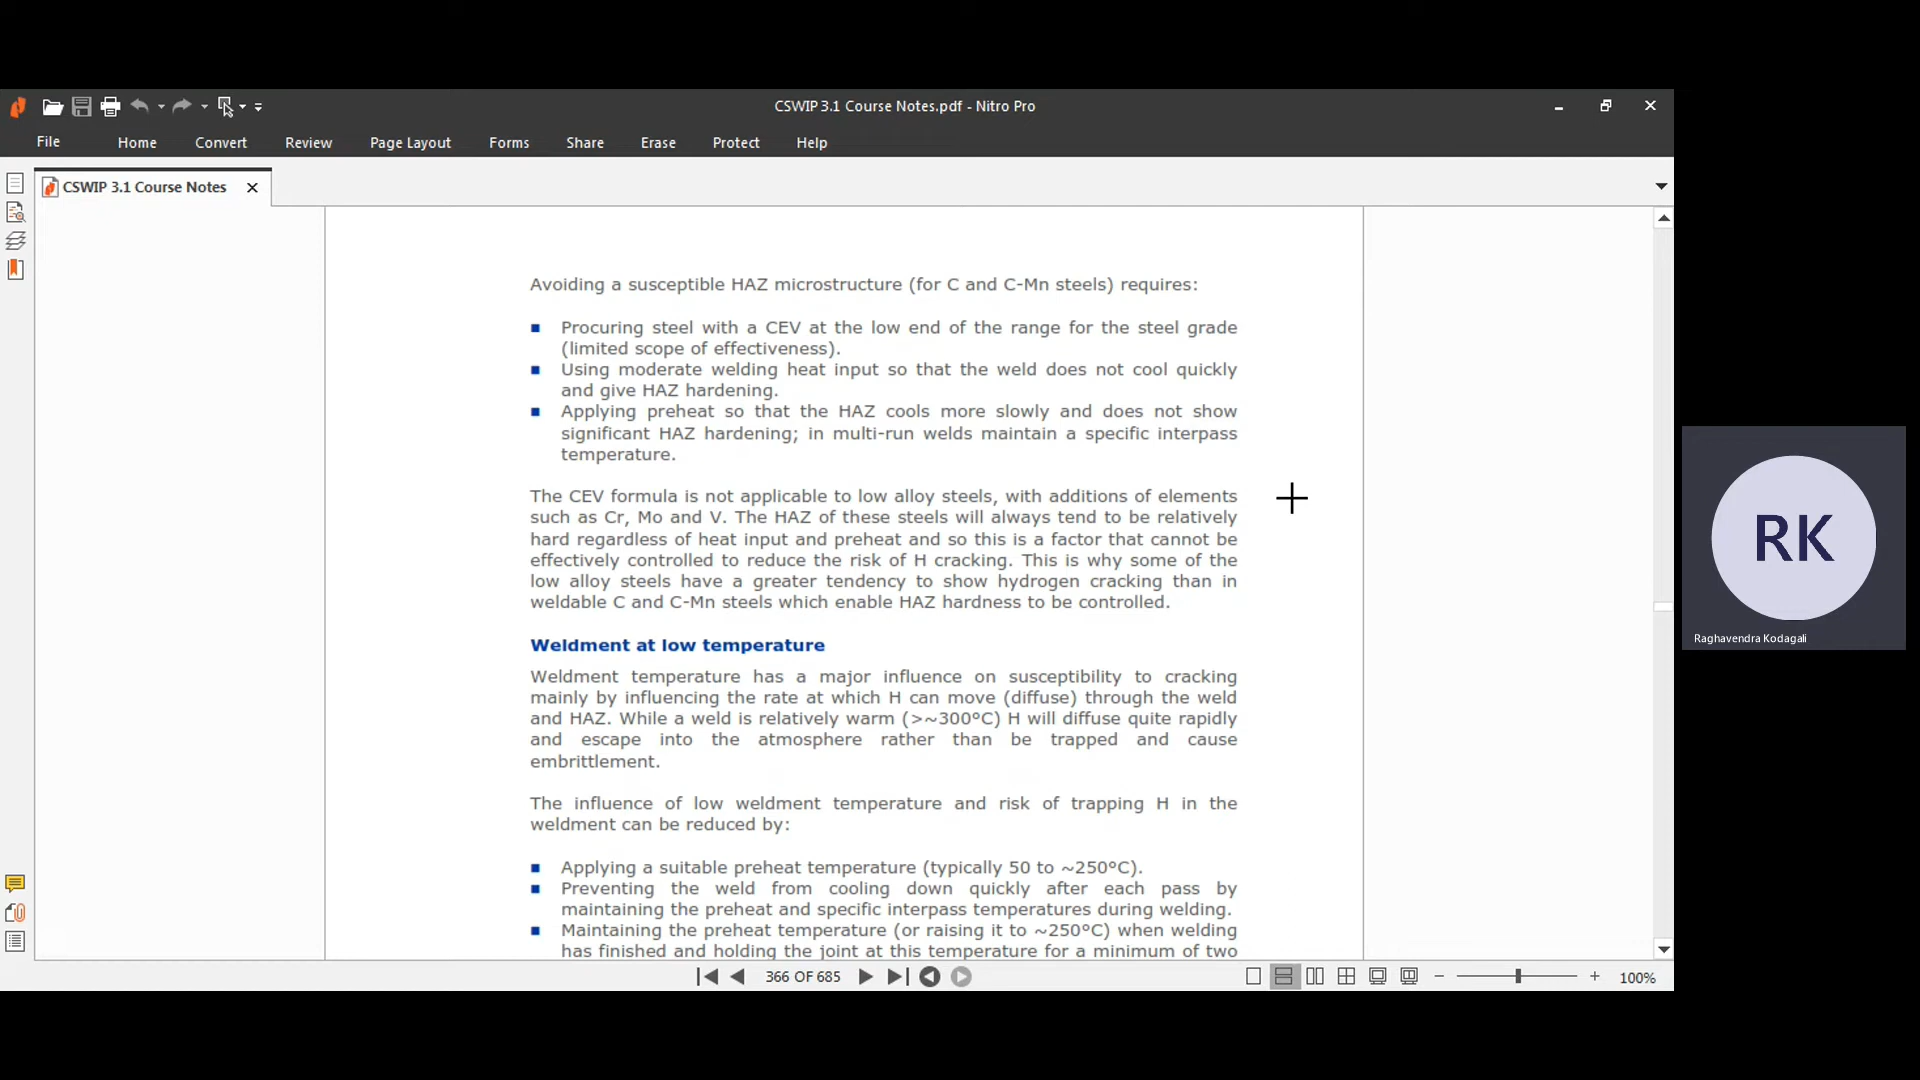 CSWIP 3.1 Course Notes.pdf - Nitro Pro
File Home Convert Review Page Layout Forms Share Erase Protect Help
CSWIP 3.1 Course Notes
Avoiding a susceptible HAZ microstructure (for C and C-Mn steels) requires:
Procuring steel with a CEV at the low end of the range for the steel grade
(limited scope of effectiveness).
Using moderate welding heat input so that the weld does not cool quickly
and give HAZ hardening.
Applying preheat so that the HAZ cools more slowly and does not show
significant HAZ hardening; in multi-run welds maintain a specific interpass
temperature.
The CEV formula is not applicable to low alloy steels, with additions of elements
such as Cr, Mo and V. The HAZ of these steels will always tend to be relatively
hard regardless of heat input and preheat and so this is a factor that cannot be
effectively controlled to reduce the risk of H cracking. This is why some of the
low alloy steels have a greater tendency to show hydrogen cracking than in
weldable C and C-Mn steels which enable HAZ hardness to be controlled.
Weldment at low temperature
Weldment temperature has a major influence on susceptibility to cracking
mainly by influencing the rate at which H can move (diffuse) through the weld
and HAZ. While a weld is relatively warm (>~300°C) H will diffuse quite rapidly
and escape into the atmosphere rather than be trapped and cause
embrittlement.
The influence of low weldment temperature and risk of trapping H in the
weldment can be reduced by:
Applying a suitable preheat temperature (typically 50 to ~250°C).
Preventing the weld from cooling down quickly after each pass by
maintaining the preheat and specific interpass temperatures during welding.
Maintaining the preheat temperature (or raising it to ~250°C) when welding
has finished and holding the joint at this temperature for a minimum of two
366 OF 685
100%
RK
Raghavendra Kodagali